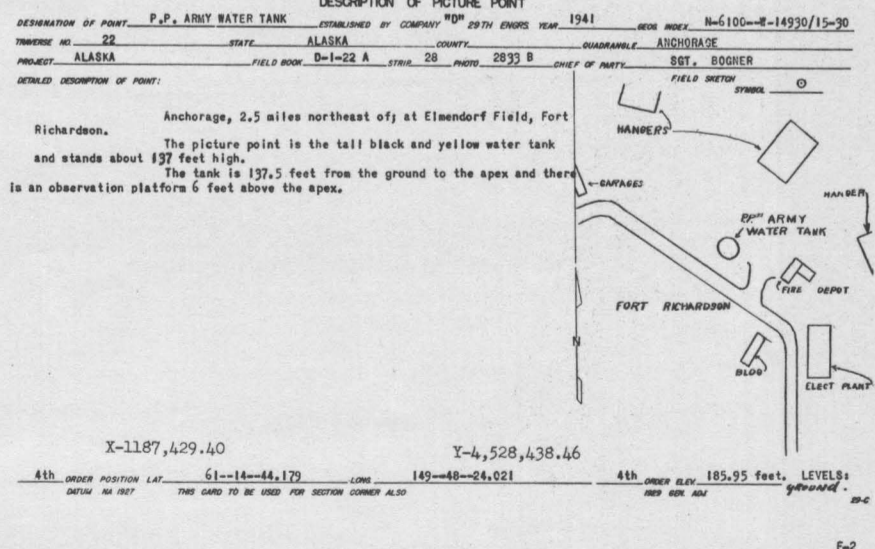 DESCRIPTION OF PICTURE POINT
DESIGNATION OF POINT P.P. ARMY WATER TANK ESTABLISHED BY COMPANY "D" 29TH ENGRS YEAR 1941 GEOG INDEX N-6100--W-14930/15-30
TRAVERSE NO. 22 STATE ALASKA COUNTY QUADRANGLE ANCHORAGE
PROJECT ALASKA FIELD BOOK D-1-22 A STRIP 28 PHOTO 2833 B CHIEF OF PARTY SGT. BOGNER
DETAILED DESCRIPTION OF POINT:
FIELD SKETCH
SYMBOL
Anchorage, 2.5 miles northeast of; at Elmendorf Field, Fort
Richardson.
The picture point is the tall black and yellow water tank
and stands about 137 feet high.
The tank is 137.5 feet from the ground to the apex and there
is an observation platform 6 feet above the apex.
HANDERS
GARAGES
HANDER
P.P." ARMY
WATER TANK
FIRE DEPOT
FORT RICHARDSON
N
BLDG
ELECT PLANT
X-1187,429.40 Y-4,528,438.46
4th ORDER POSITION LAT. 61--14--44.179 LONG 149--48--24.021 4th ORDER ELEV 185.95 feet. LEVELS:
DATUM NA 1927 THIS CARD TO BE USED FOR SECTION CORNER ALSO 1929 GEN. ADJ ground.
29-C
F-2